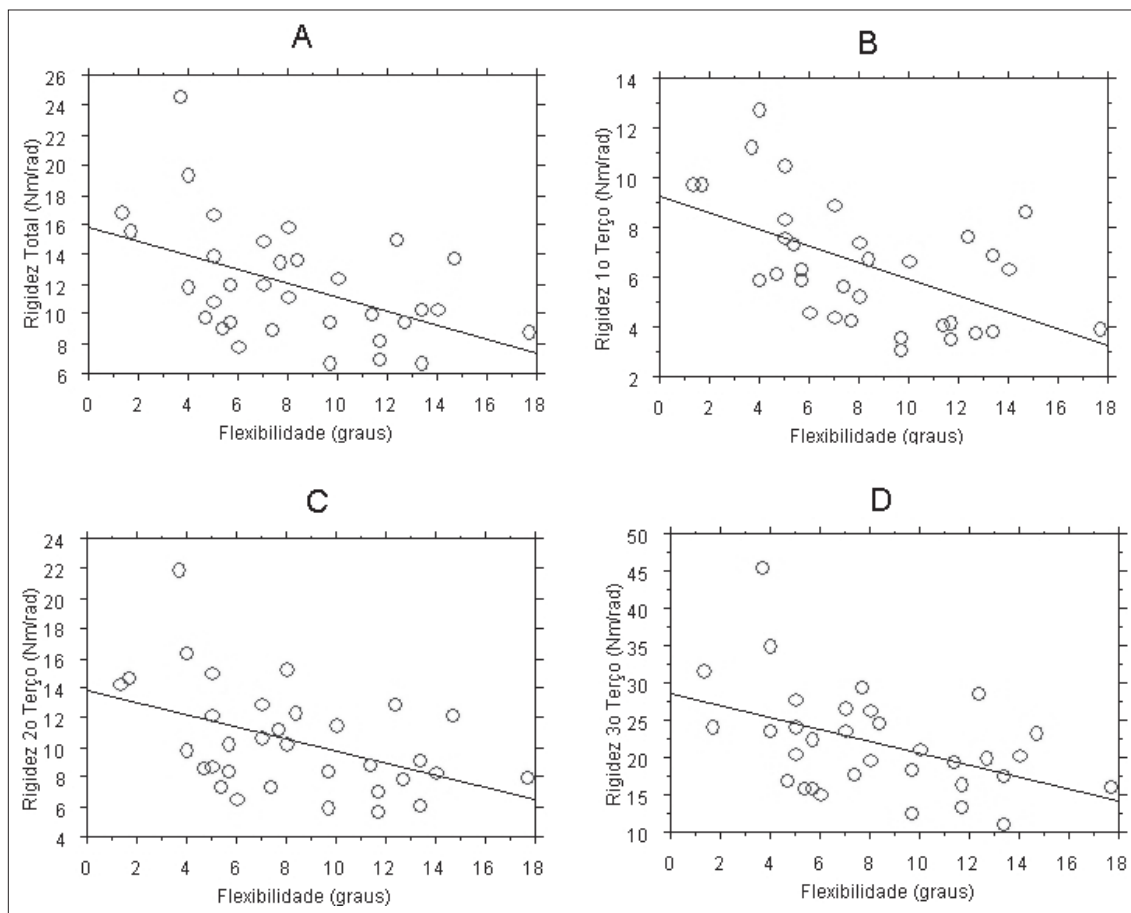 A
Rigidez Total (Nm/rad)
26
24
22
20
18
16
14
12
10
8
6
0 2 4 6 8 10 12 14 16 18
Flexibilidade (graus)
B
Rigidez 1o Terço (Nm/rad)
14
12
10
8
6
4
2
0 2 4 6 8 10 12 14 16 18
Flexibilidade (graus)
C
Rigidez 2o Terço (Nm/rad)
24
22
20
18
16
14
12
10
8
6
4
0 2 4 6 8 10 12 14 16 18
Flexibilidade (graus)
D
Rigidez 3o Terço (Nm/rad)
50
45
40
35
30
25
20
15
10
0 2 4 6 8 10 12 14 16 18
Flexibilidade (graus)